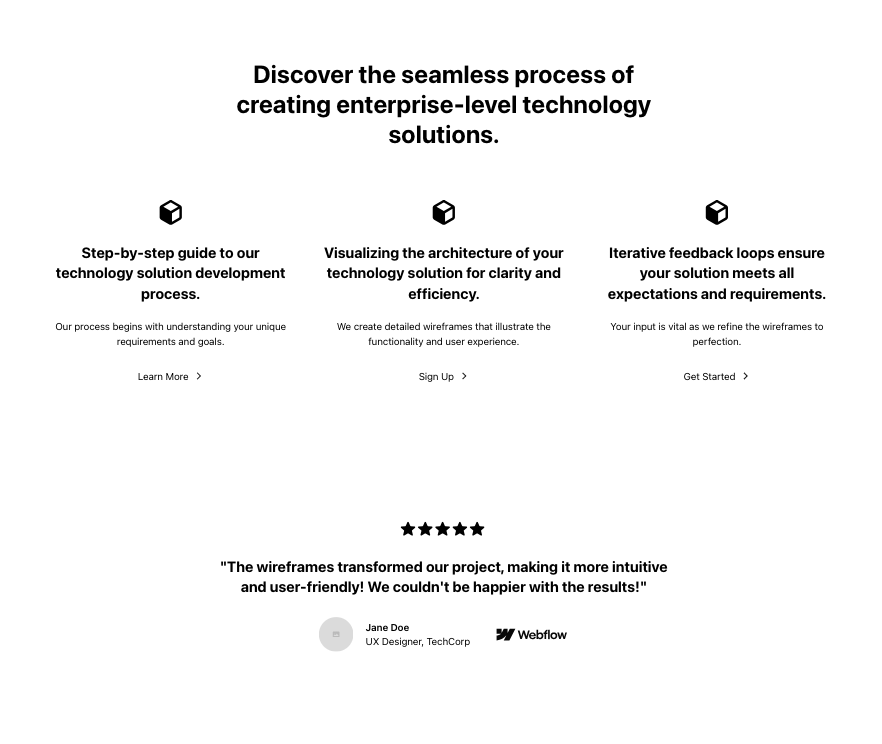 Discover the seamless process of
creating enterprise-level technology
solutions.
Step-by-step guide to our
technology solution development
process.
Our process begins with understanding your unique
requirements and goals.
Learn More
Visualizing the architecture of your
technology solution for clarity and
efficiency.
We create detailed wireframes that illustrate the
functionality and user experience.
Sign Up
Iterative feedback loops ensure
your solution meets all
expectations and requirements.
Your input is vital as we refine the wireframes to
perfection.
Get Started
"The wireframes transformed our project, making it more intuitive
and user-friendly! We couldn't be happier with the results!"
Jane Doe
UX Designer, TechCorp
Webflow